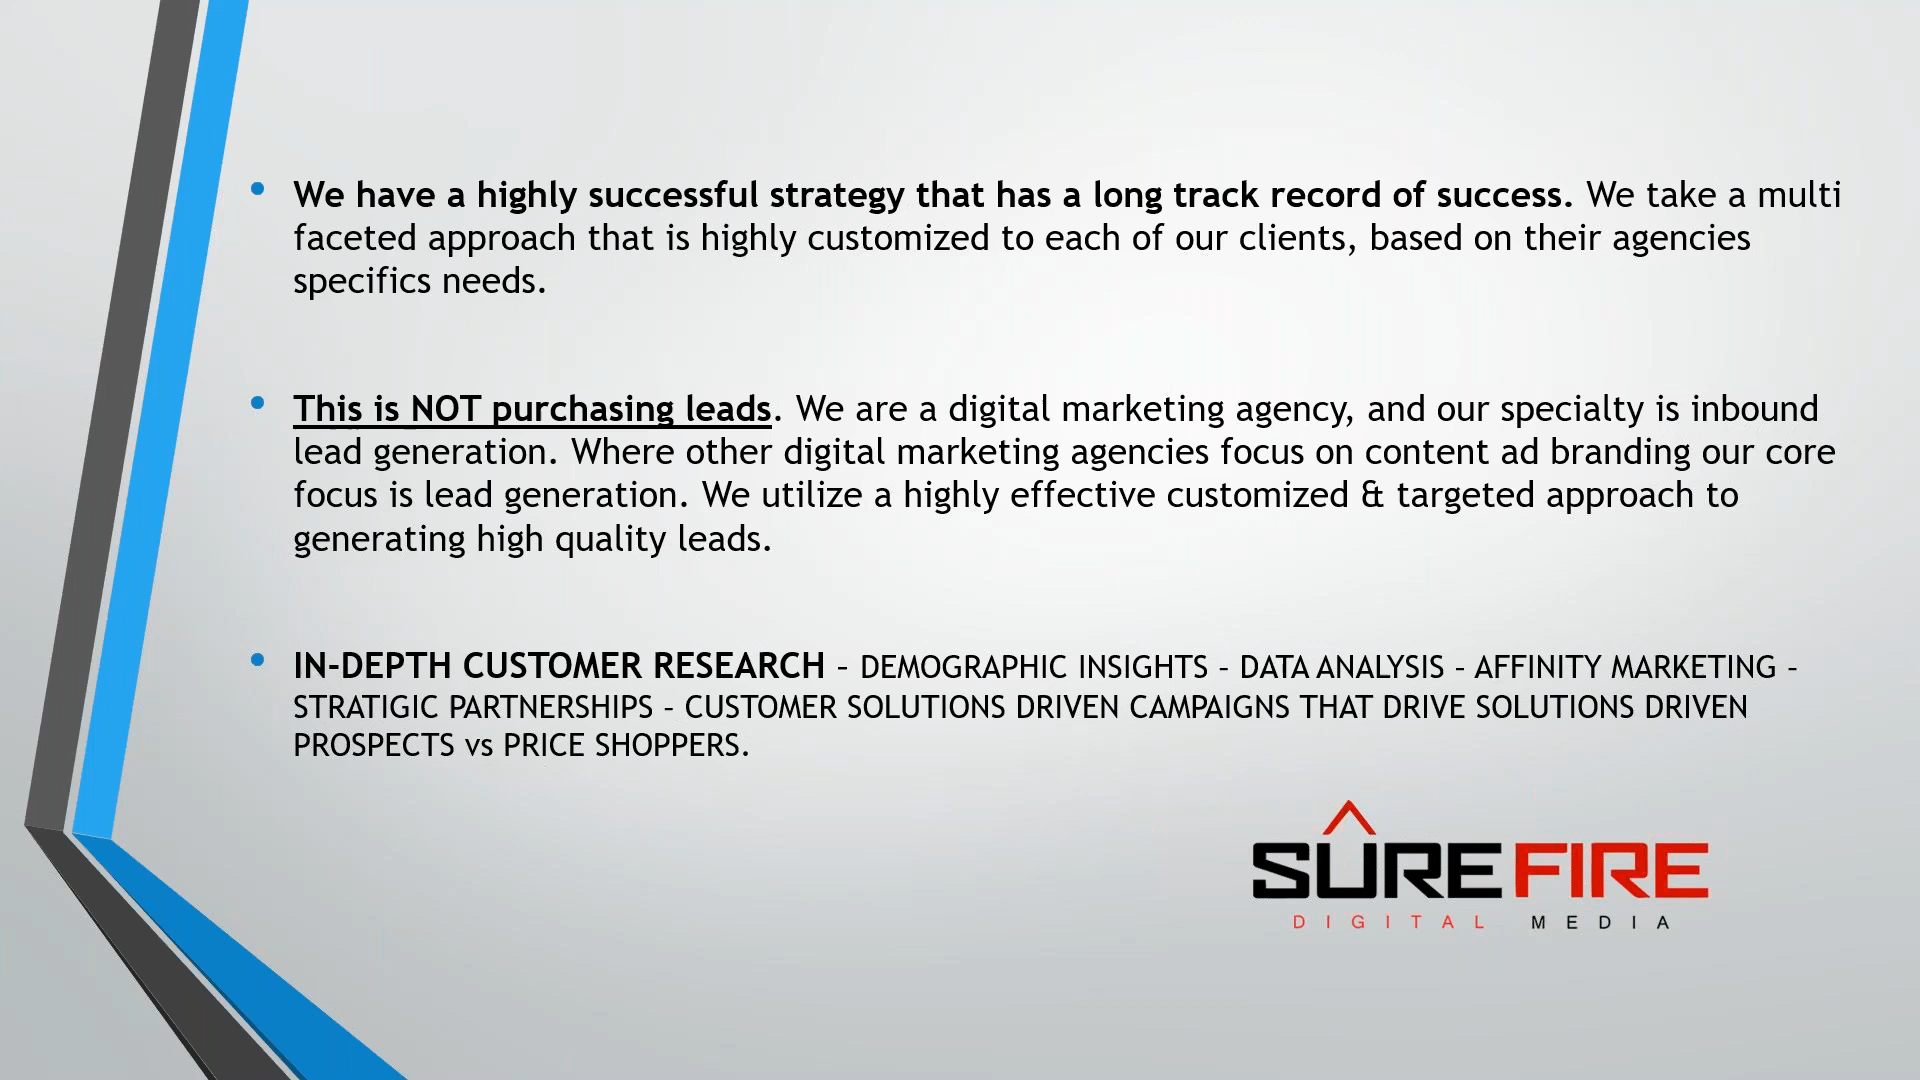 We have a highly successful strategy that has a long track record of success. We take a multi
faceted approach that is highly customized to each of our clients, based on their agencies
specifics needs.
This is NOT purchasing leads. We are a digital marketing agency, and our specialty is inbound
lead generation. Where other digital marketing agencies focus on content ad branding our core
focus is lead generation. We utilize a highly effective customized & targeted approach to
generating high quality leads.
IN-DEPTH CUSTOMER RESEARCH – DEMOGRAPHIC INSIGHTS – DATA ANALYSIS – AFFINITY MARKETING –
STRATIGIC PARTNERSHIPS – CUSTOMER SOLUTIONS DRIVEN CAMPAIGNS THAT DRIVE SOLUTIONS DRIVEN
PROSPECTS vs PRICE SHOPPERS.
SUREFIRE
DIGITAL MEDIA